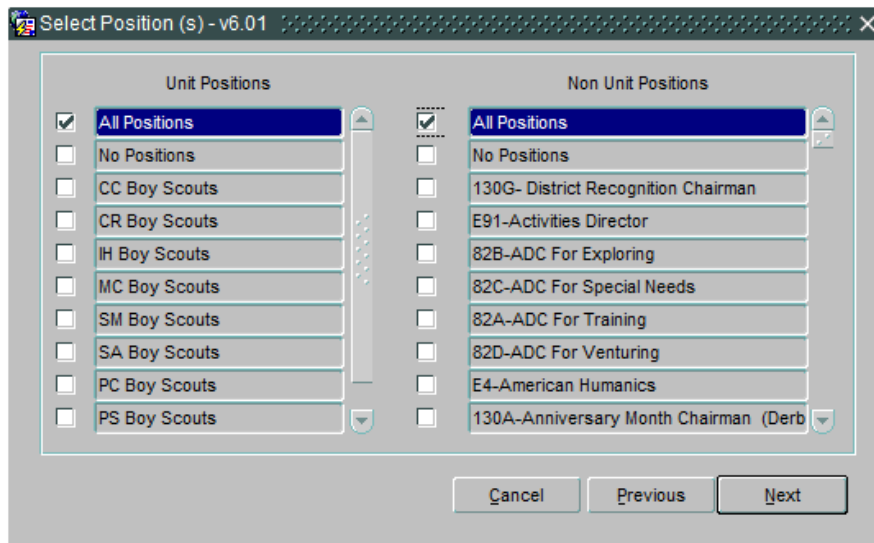 Select Position (s) - v6.01
Unit Positions
All Positions
No Positions
CC Boy Scouts
CR Boy Scouts
IH Boy Scouts
MC Boy Scouts
SM Boy Scouts
SA Boy Scouts
PC Boy Scouts
PS Boy Scouts
Non Unit Positions
All Positions
No Positions
130G- District Recognition Chairman
E91-Activities Director
82B-ADC For Exploring
82C-ADC For Special Needs
82A-ADC For Training
82D-ADC For Venturing
E4-American Humanics
130A-Anniversary Month Chairman (Derb
Cancel
Previous
Next